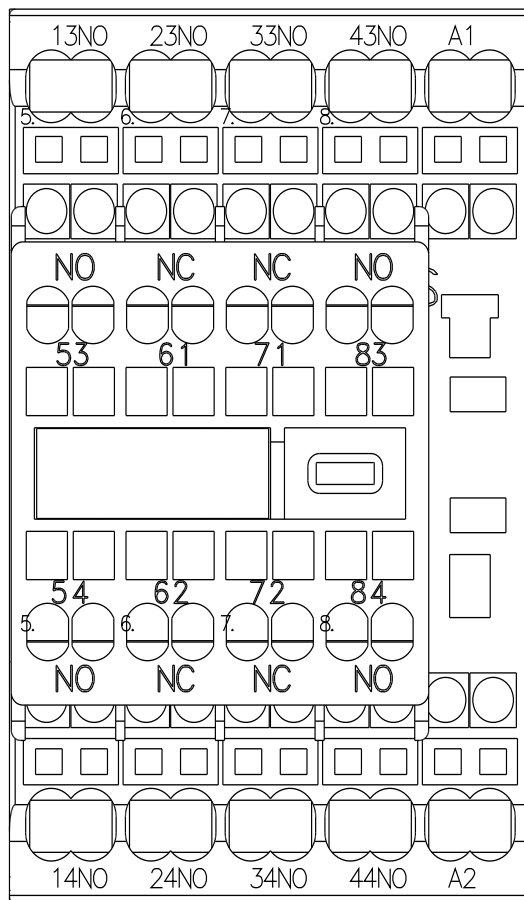 13NO 23NO 33NO 43NO A1
5. 6. 7. 8.
NO NC NC NO
53 61 71 83
54 62 72 84
5. 6. 7. 8.
NO NC NC NO
14NO 24NO 34NO 44NO A2